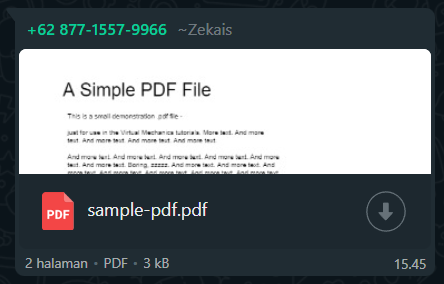 +62 877-1557-9966 ~Zekais
A Simple PDF File
This is a small demonstration .pdf file -
just for use in the Virtual Mechanics tutorials. More text. And more
text. And more text. And more text. And more text.
And more text. And more text. And more text. And more text. And more
text. And more text. Boring, zzzzz. And more text. And more text. And
more text. And more text. And more text. And more text. And more text.
PDF
sample-pdf.pdf
2 halaman • PDF • 3 kB
15.45